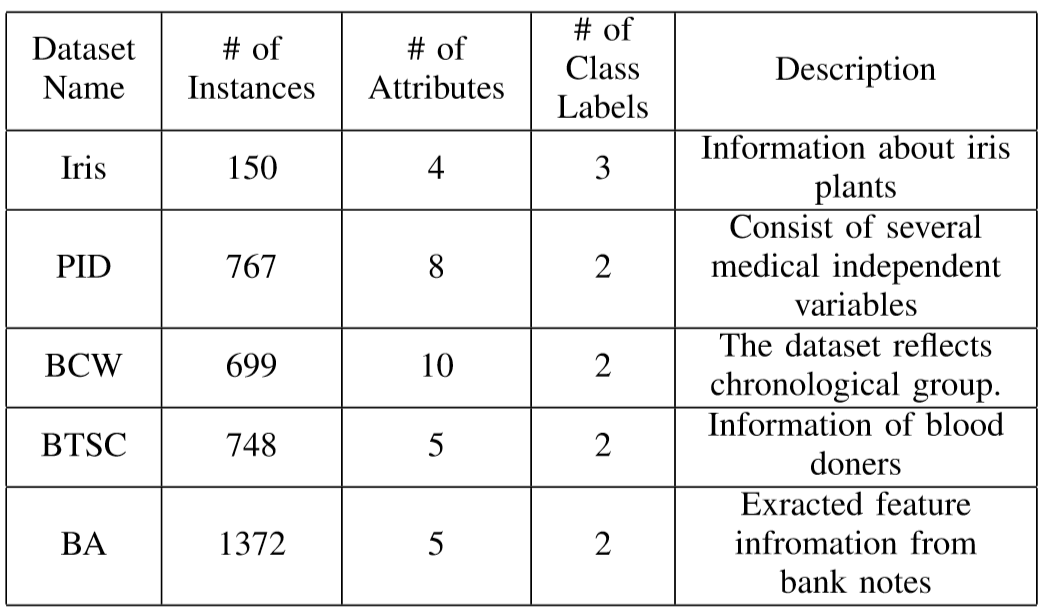 Dataset Name # of Instances # of Attributes # of Class Labels Description
Iris 150 4 3 Information about iris plants
PID 767 8 2 Consist of several medical independent variables
BCW 699 10 2 The dataset reflects chronological group.
BTSC 748 5 2 Information of blood doners
BA 1372 5 2 Exracted feature infromation from bank notes